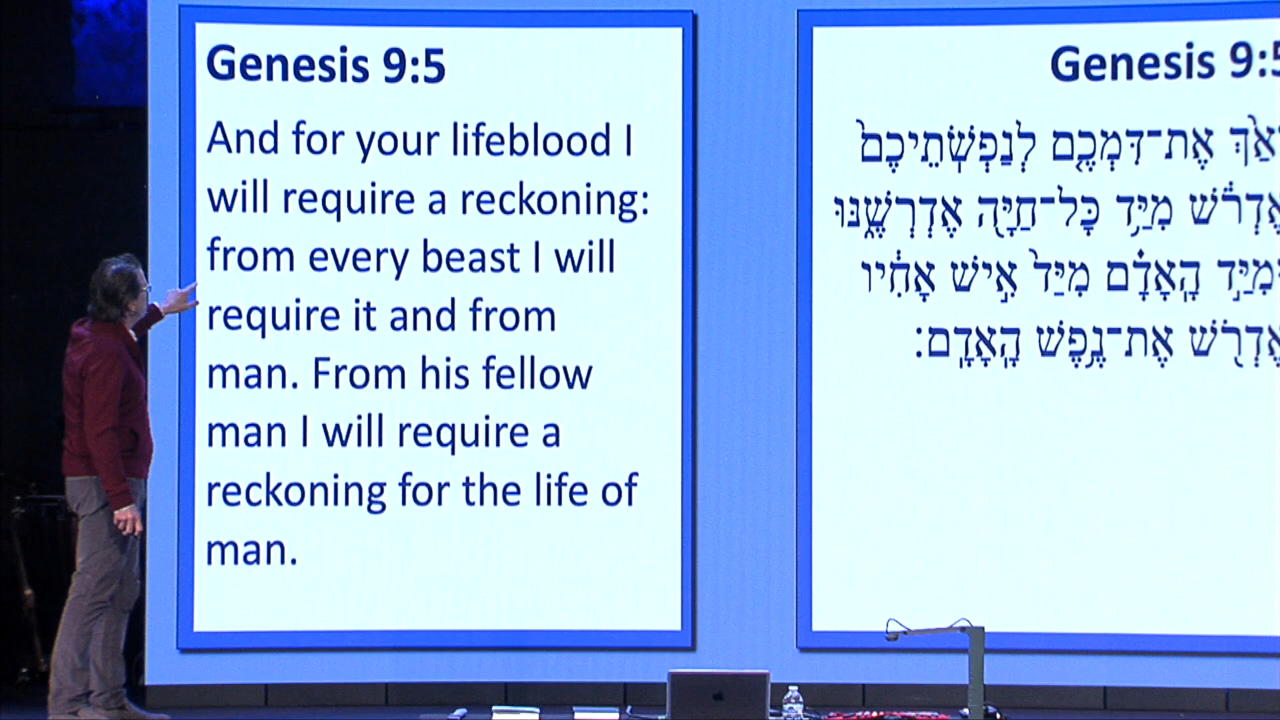 Genesis 9:5
And for your lifeblood I
will require a reckoning:
from every beast I will
require it and from
man. From his fellow
man I will require a
reckoning for the life of
man.
Genesis 9:5
וְאַ֨ךְ אֶת־דִּמְכֶ֤ם לְנַפְשֹֽׁתֵיכֶם֙
אֶדְרֹ֔שׁ מִיַּ֥ד כָּל־חַיָּ֖ה אֶדְרְשֶׁ֑נּוּ
וּמִיַּ֣ד הָֽאָדָ֗ם מִיַּד֙ אִ֣ישׁ אָחִ֔יו
אֶדְרֹ֖שׁ אֶת־נֶ֥פֶשׁ הָֽאָדָֽם׃